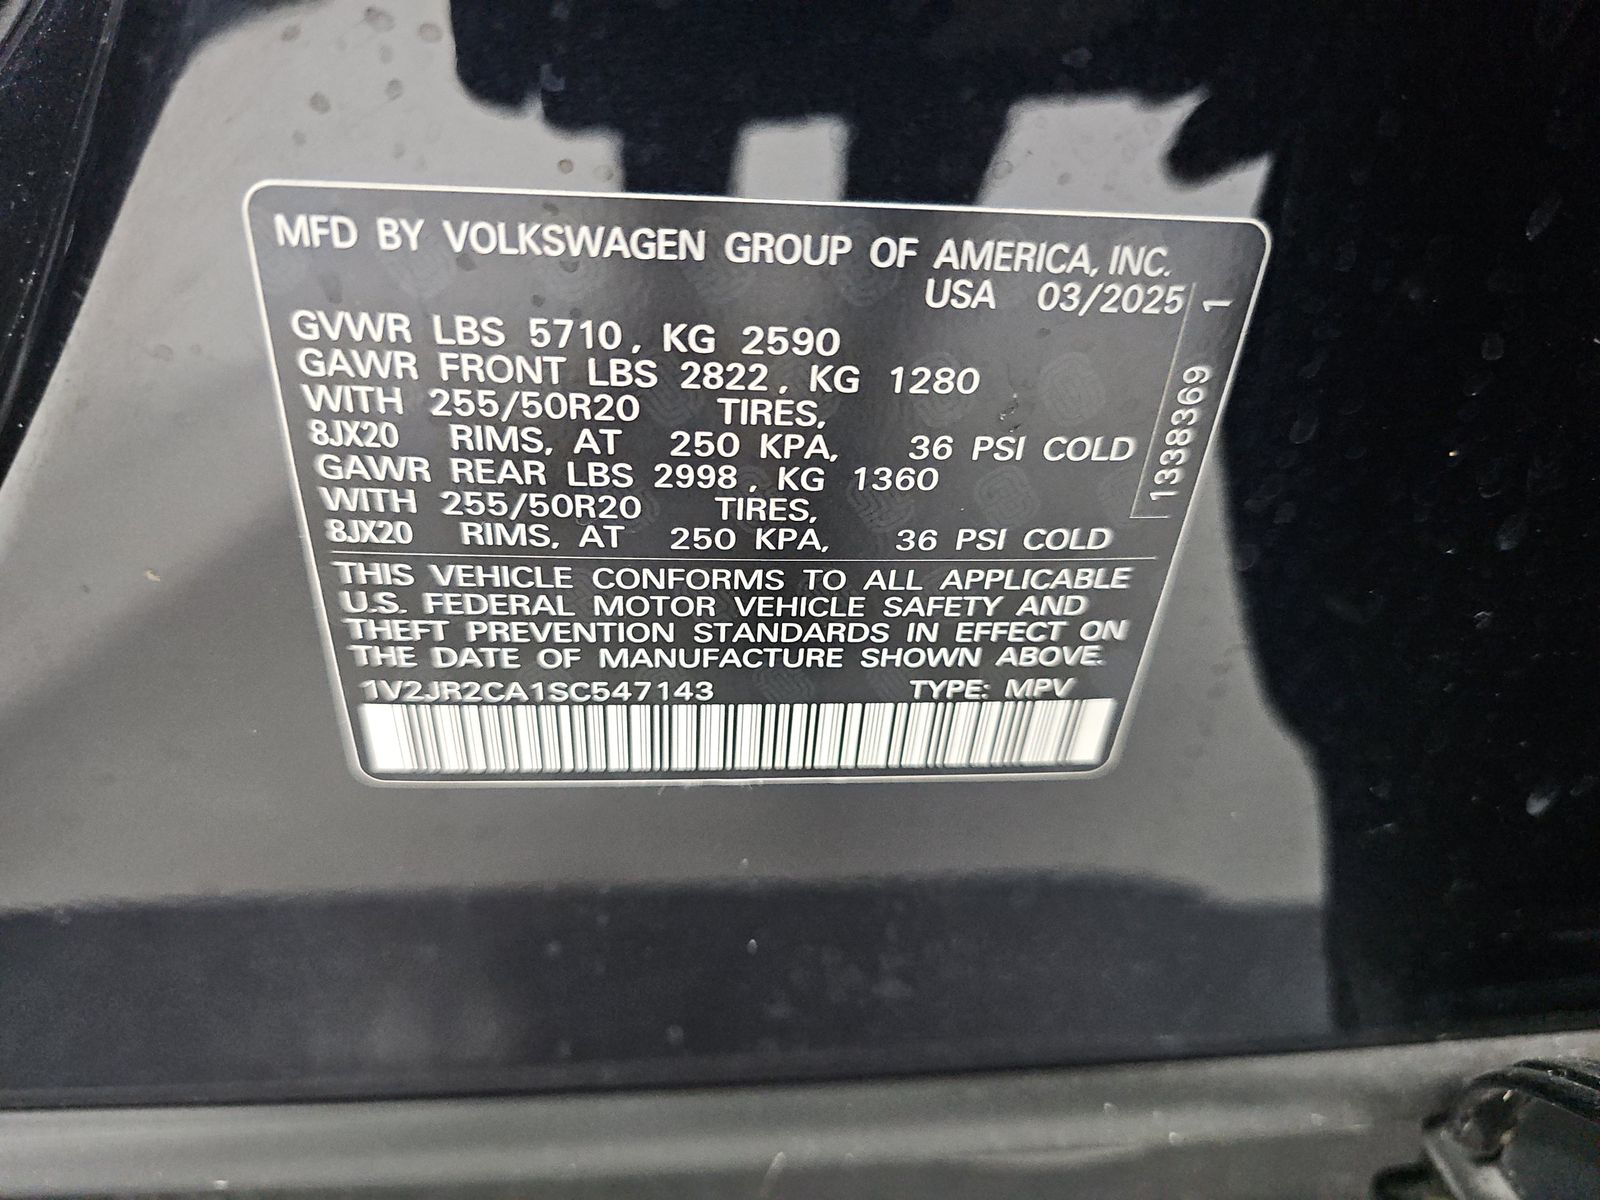 MFD BY VOLKSWAGEN GROUP OF AMERICA, INC.
USA 03/2025
GVWR LBS 5710, KG 2590
GAWR FRONT LBS 2822, KG 1280
WITH 255/50R20 TIRES,
8JX20 RIMS, AT 250 KPA, 36 PSI COLD
GAWR REAR LBS 2998, KG 1360
WITH 255/50R20 TIRES,
8JX20 RIMS, AT 250 KPA, 36 PSI COLD
THIS VEHICLE CONFORMS TO ALL APPLICABLE
U.S. FEDERAL MOTOR VEHICLE SAFETY AND
THEFT PREVENTION STANDARDS IN EFFECT ON
THE DATE OF MANUFACTURE SHOWN ABOVE.
1V2JR2CA1SC547143 TYPE: MPV
1338369 1